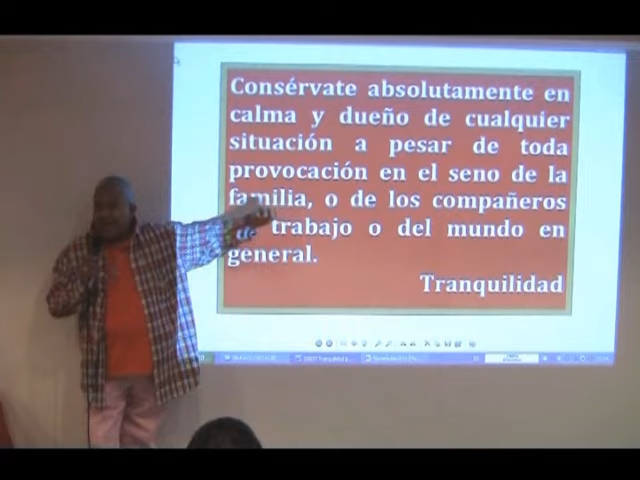 Consérvate absolutamente en
calma y dueño de cualquier
situación a pesar de toda
provocación en el seno de la
familia, o de los compañeros
de trabajo o del mundo en
general.
Tranquilidad